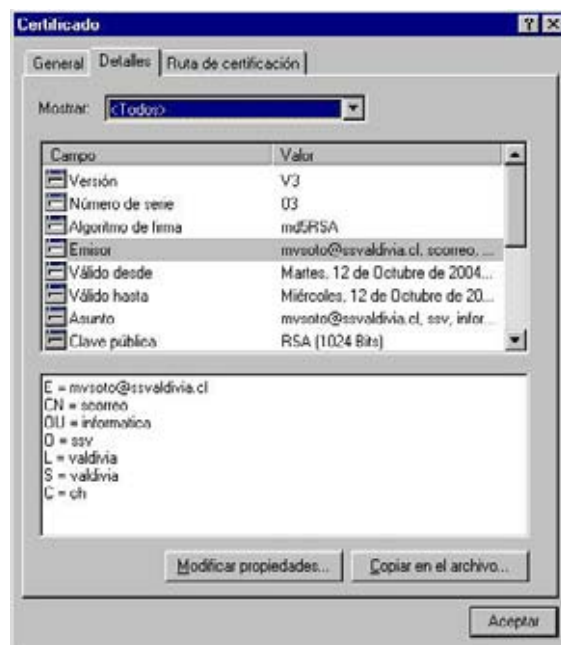 Certificado
General Detalles Ruta de certificación
Mostrar: <Todos>
Campo Valor
Versión V3
Número de serie 03
Algoritmo de firma md5RSA
Emisor mvsoto@ssvaldivia.cl, scorreo, ...
Válido desde Martes, 12 de Octubre de 2004...
Válido hasta Miércoles, 12 de Octubre de 20...
Asunto mvsoto@ssvaldivia.cl, ssv, infor...
Clave pública RSA (1024 Bits)
E = mvsoto@ssvaldivia.cl
CN = scorreo
OU = informatica
O = ssv
L = valdivia
S = valdivia
C = ch
Modificar propiedades... Copiar en el archivo...
Aceptar